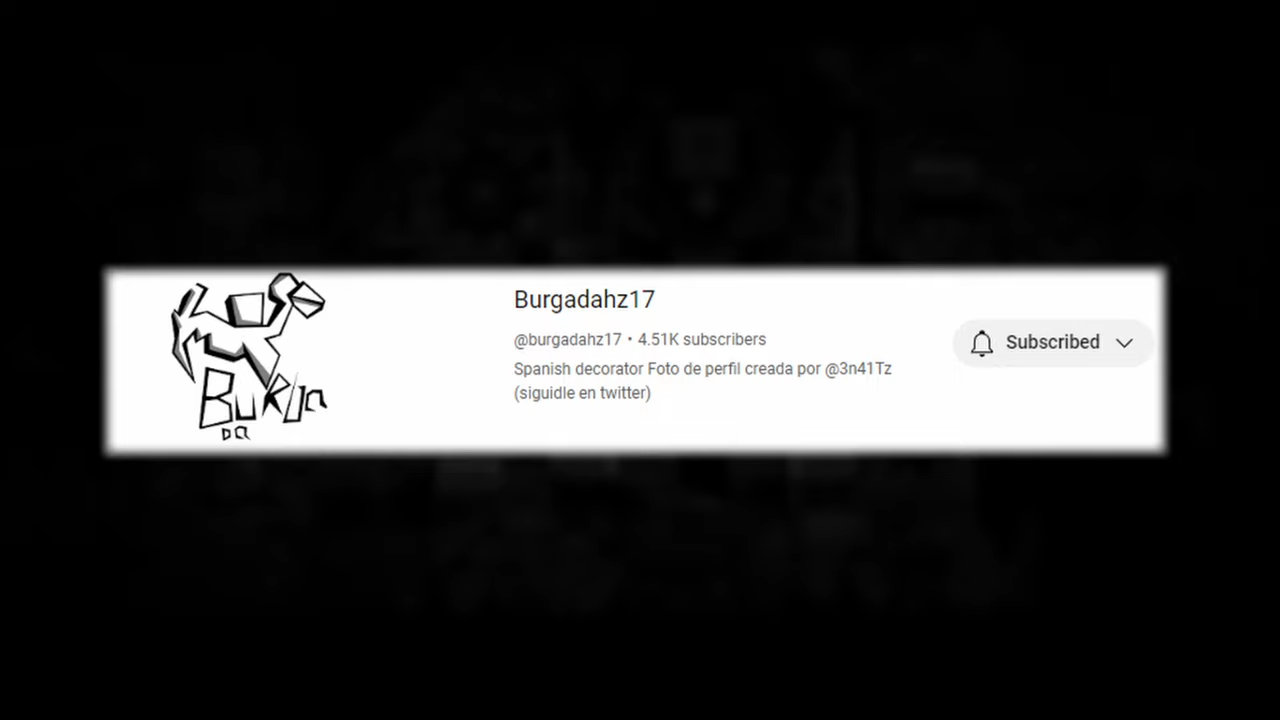 Burgadahz17
@burgadahz17 • 4.51K subscribers
Subscribed
Spanish decorator Foto de perfil creada por @3n41Tz
(siguidle en twitter)